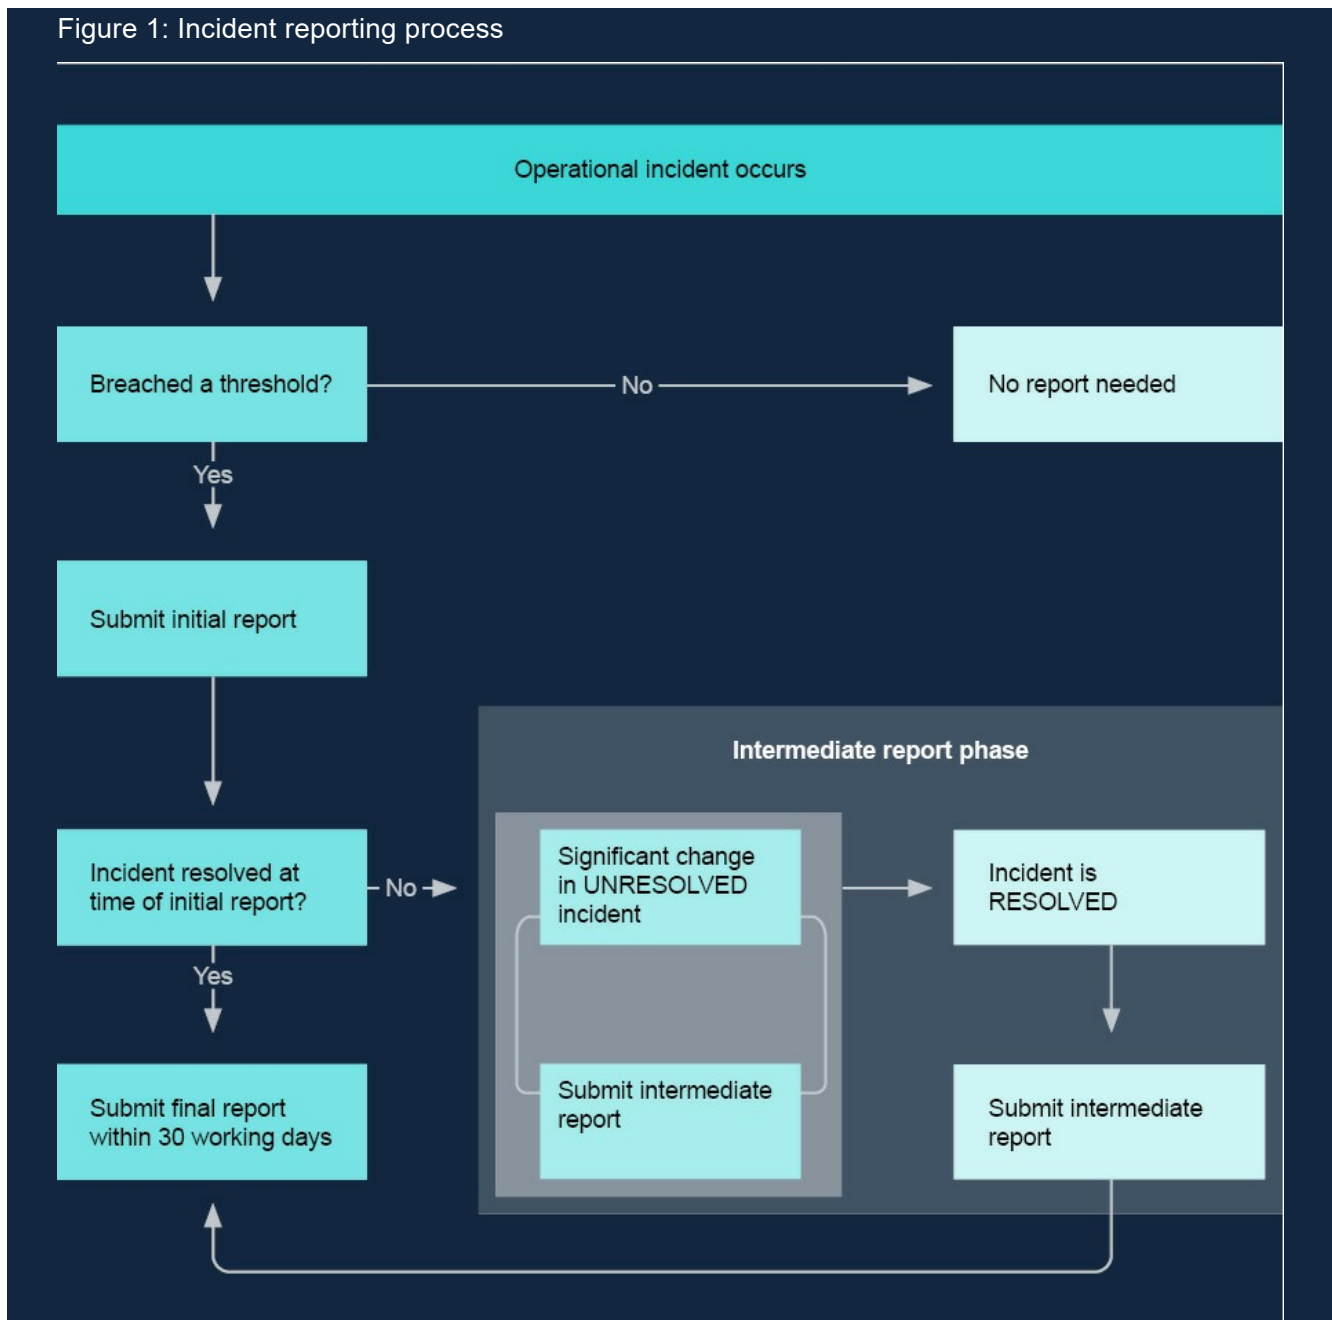 Figure 1: Incident reporting process
Operational incident occurs
Breached a threshold?
No
No report needed
Yes
Submit initial report
Intermediate report phase
Incident resolved at
time of initial report?
No
Significant change
in UNRESOLVED
incident
Incident is
RESOLVED
Yes
Submit final report
within 30 working days
Submit intermediate
report
Submit intermediate
report